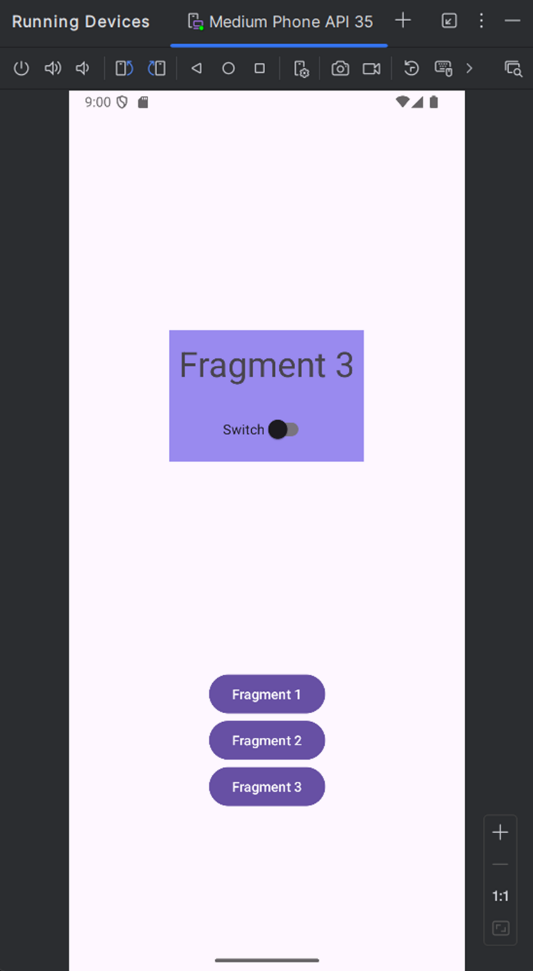 Running Devices
Medium Phone API 35
9:00
Fragment 3
Switch
Fragment 1
Fragment 2
Fragment 3
1:1